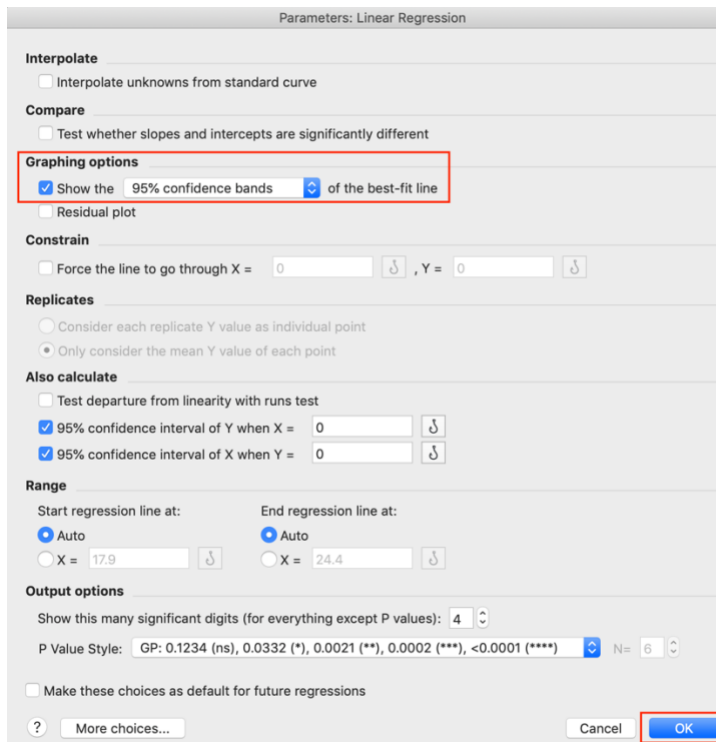 Parameters: Linear Regression
Interpolate
Interpolate unknowns from standard curve
Compare
Test whether slopes and intercepts are significantly different
Graphing options
Show the 95% confidence bands of the best-fit line
Residual plot
Constrain
Force the line to go through X = 0 , Y = 0
Replicates
Consider each replicate Y value as individual point
Only consider the mean Y value of each point
Also calculate
Test departure from linearity with runs test
95% confidence interval of Y when X = 0
95% confidence interval of X when Y = 0
Range
Start regression line at: End regression line at:
Auto Auto
X = 17.9 X = 24.4
Output options
Show this many significant digits (for everything except P values): 4
P Value Style: GP: 0.1234 (ns), 0.0332 (*), 0.0021 (**), 0.0002 (***), <0.0001 (****) N= 6
Make these choices as default for future regressions
? More choices... Cancel OK